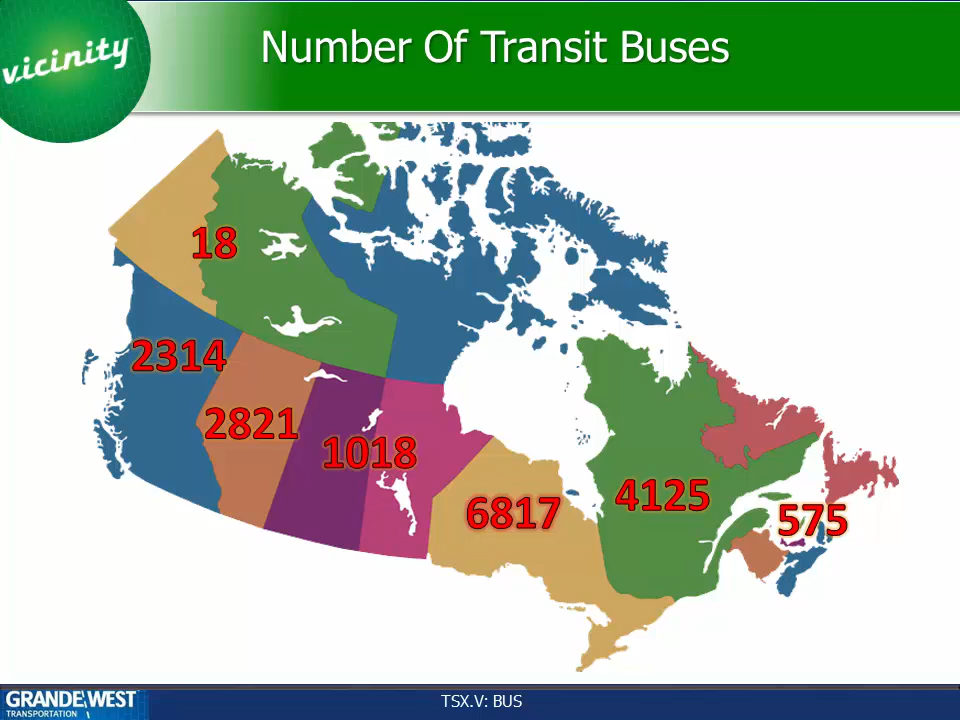 vicinity
Number Of Transit Buses
18
2314
2821
1018
6817
4125
575
GRANDE WEST
TRANSPORTATION
TSX.V: BUS